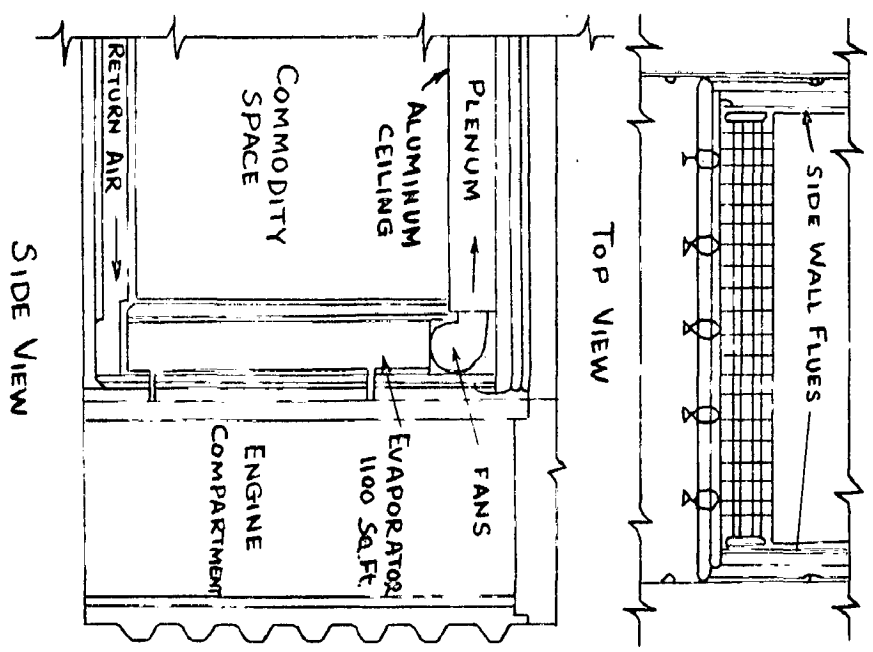 SIDE WALL FLUES
TOP VIEW
PLENUM
ALUMINUM
CEILING
COMMODITY
SPACE
RETURN AIR
FANS
EVAPORATOR
1100 SQ.FT.
ENGINE
COMPARTMENT
SIDE VIEW